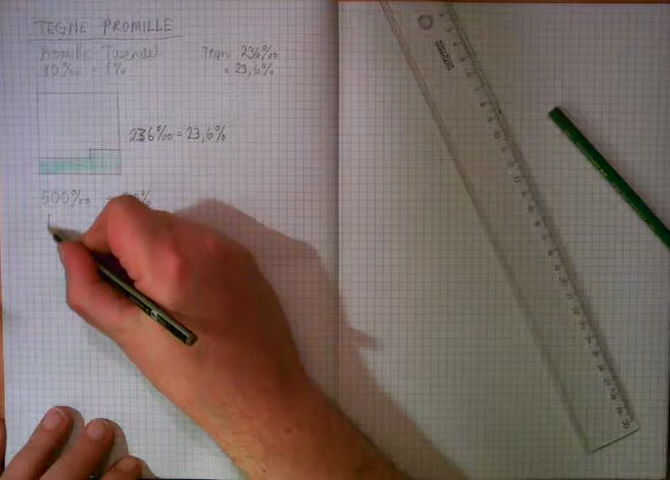 TEGNE PROMILLE
Promille Tusendel
10‰ = 1%
Tegn 236‰
= 23,6%
236‰ = 23,6%
500‰